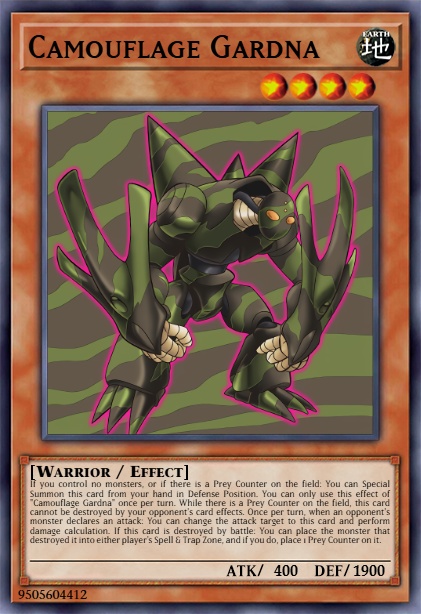 Camouflage Gardna
EARTH
地
[Warrior / Effect]
If you control no monsters, or if there is a Prey Counter on the field: You can Special
Summon this card from your hand in Defense Position. You can only use this effect of
"Camouflage Gardna" once per turn. While there is a Prey Counter on the field, this card
cannot be destroyed by your opponent's card effects. Once per turn, when an opponent's
monster declares an attack: You can change the attack target to this card and perform
damage calculation. If this card is destroyed by battle: You can place the monster that
destroyed it into either player's Spell & Trap Zone, and if you do, place 1 Prey Counter on it.
ATK/ 400 DEF/1900
9505604412